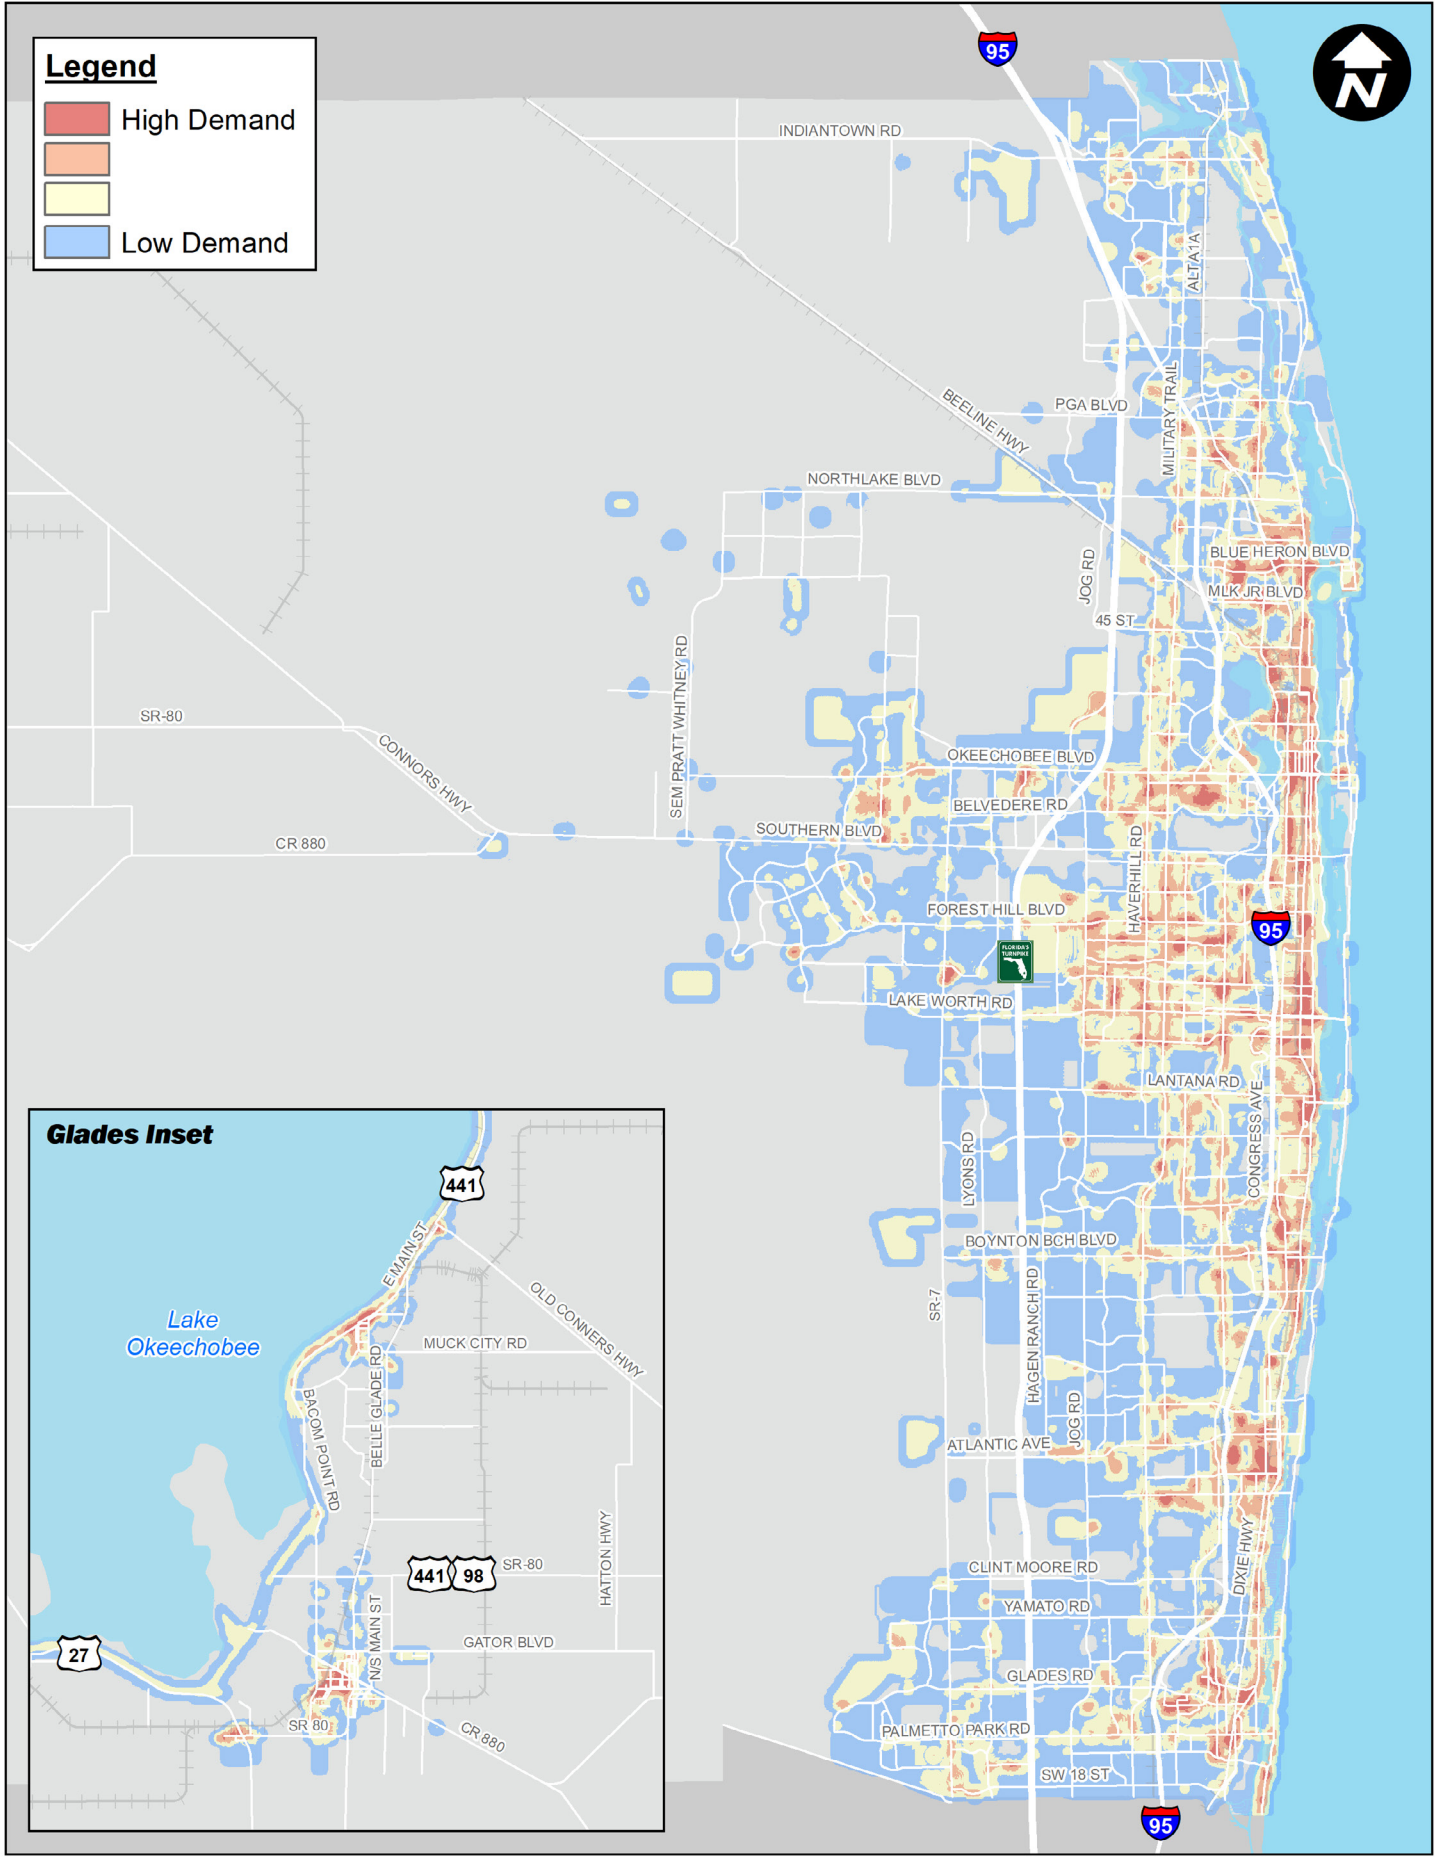 Legend
High Demand
Low Demand
95
N
INDIANTOWN RD
ALT A1A
MILITARY TRAIL
PGA BLVD
BEELINE HWY
NORTHLAKE BLVD
BLUE HERON BLVD
JOG RD
MLK JR BLVD
45 ST
SEM PRATT WHITNEY RD
SR-80
CONNORS HWY
OKEECHOBEE BLVD
BELVEDERE RD
SOUTHERN BLVD
CR 880
HAVERHILL RD
FOREST HILL BLVD
95
FLORIDA'S
TURNPIKE
LAKE WORTH RD
LANTANA RD
CONGRESS AVE
LYONS RD
BOYNTON BCH BLVD
SR-7
HAGEN RANCH RD
JOG RD
ATLANTIC AVE
DIXIE HWY
CLINT MOORE RD
YAMATO RD
GLADES RD
PALMETTO PARK RD
SW 18 ST
95
Glades Inset
441
E MAIN ST
OLD CONNERS HWY
Lake
Okeechobee
MUCK CITY RD
BELLE GLADE RD
BACOM POINT RD
HATTON HWY
441
98
SR-80
N/S MAIN ST
GATOR BLVD
27
SR 80
CR 880